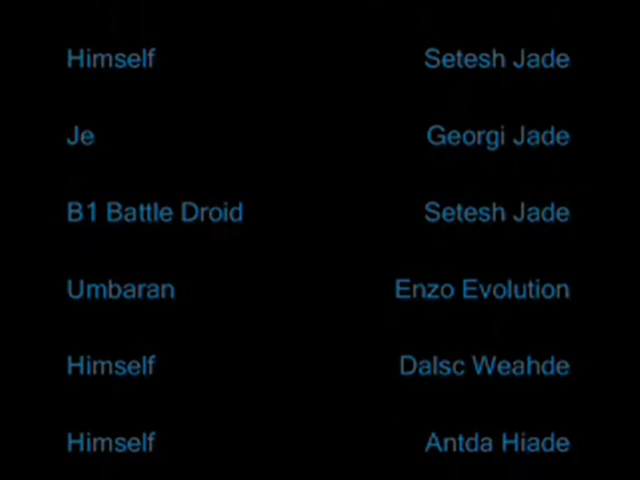 Himself Setesh Jade
Je Georgi Jade
B1 Battle Droid Setesh Jade
Umbaran Enzo Evolution
Himself Dalsc Weahde
Himself Antda Hiade